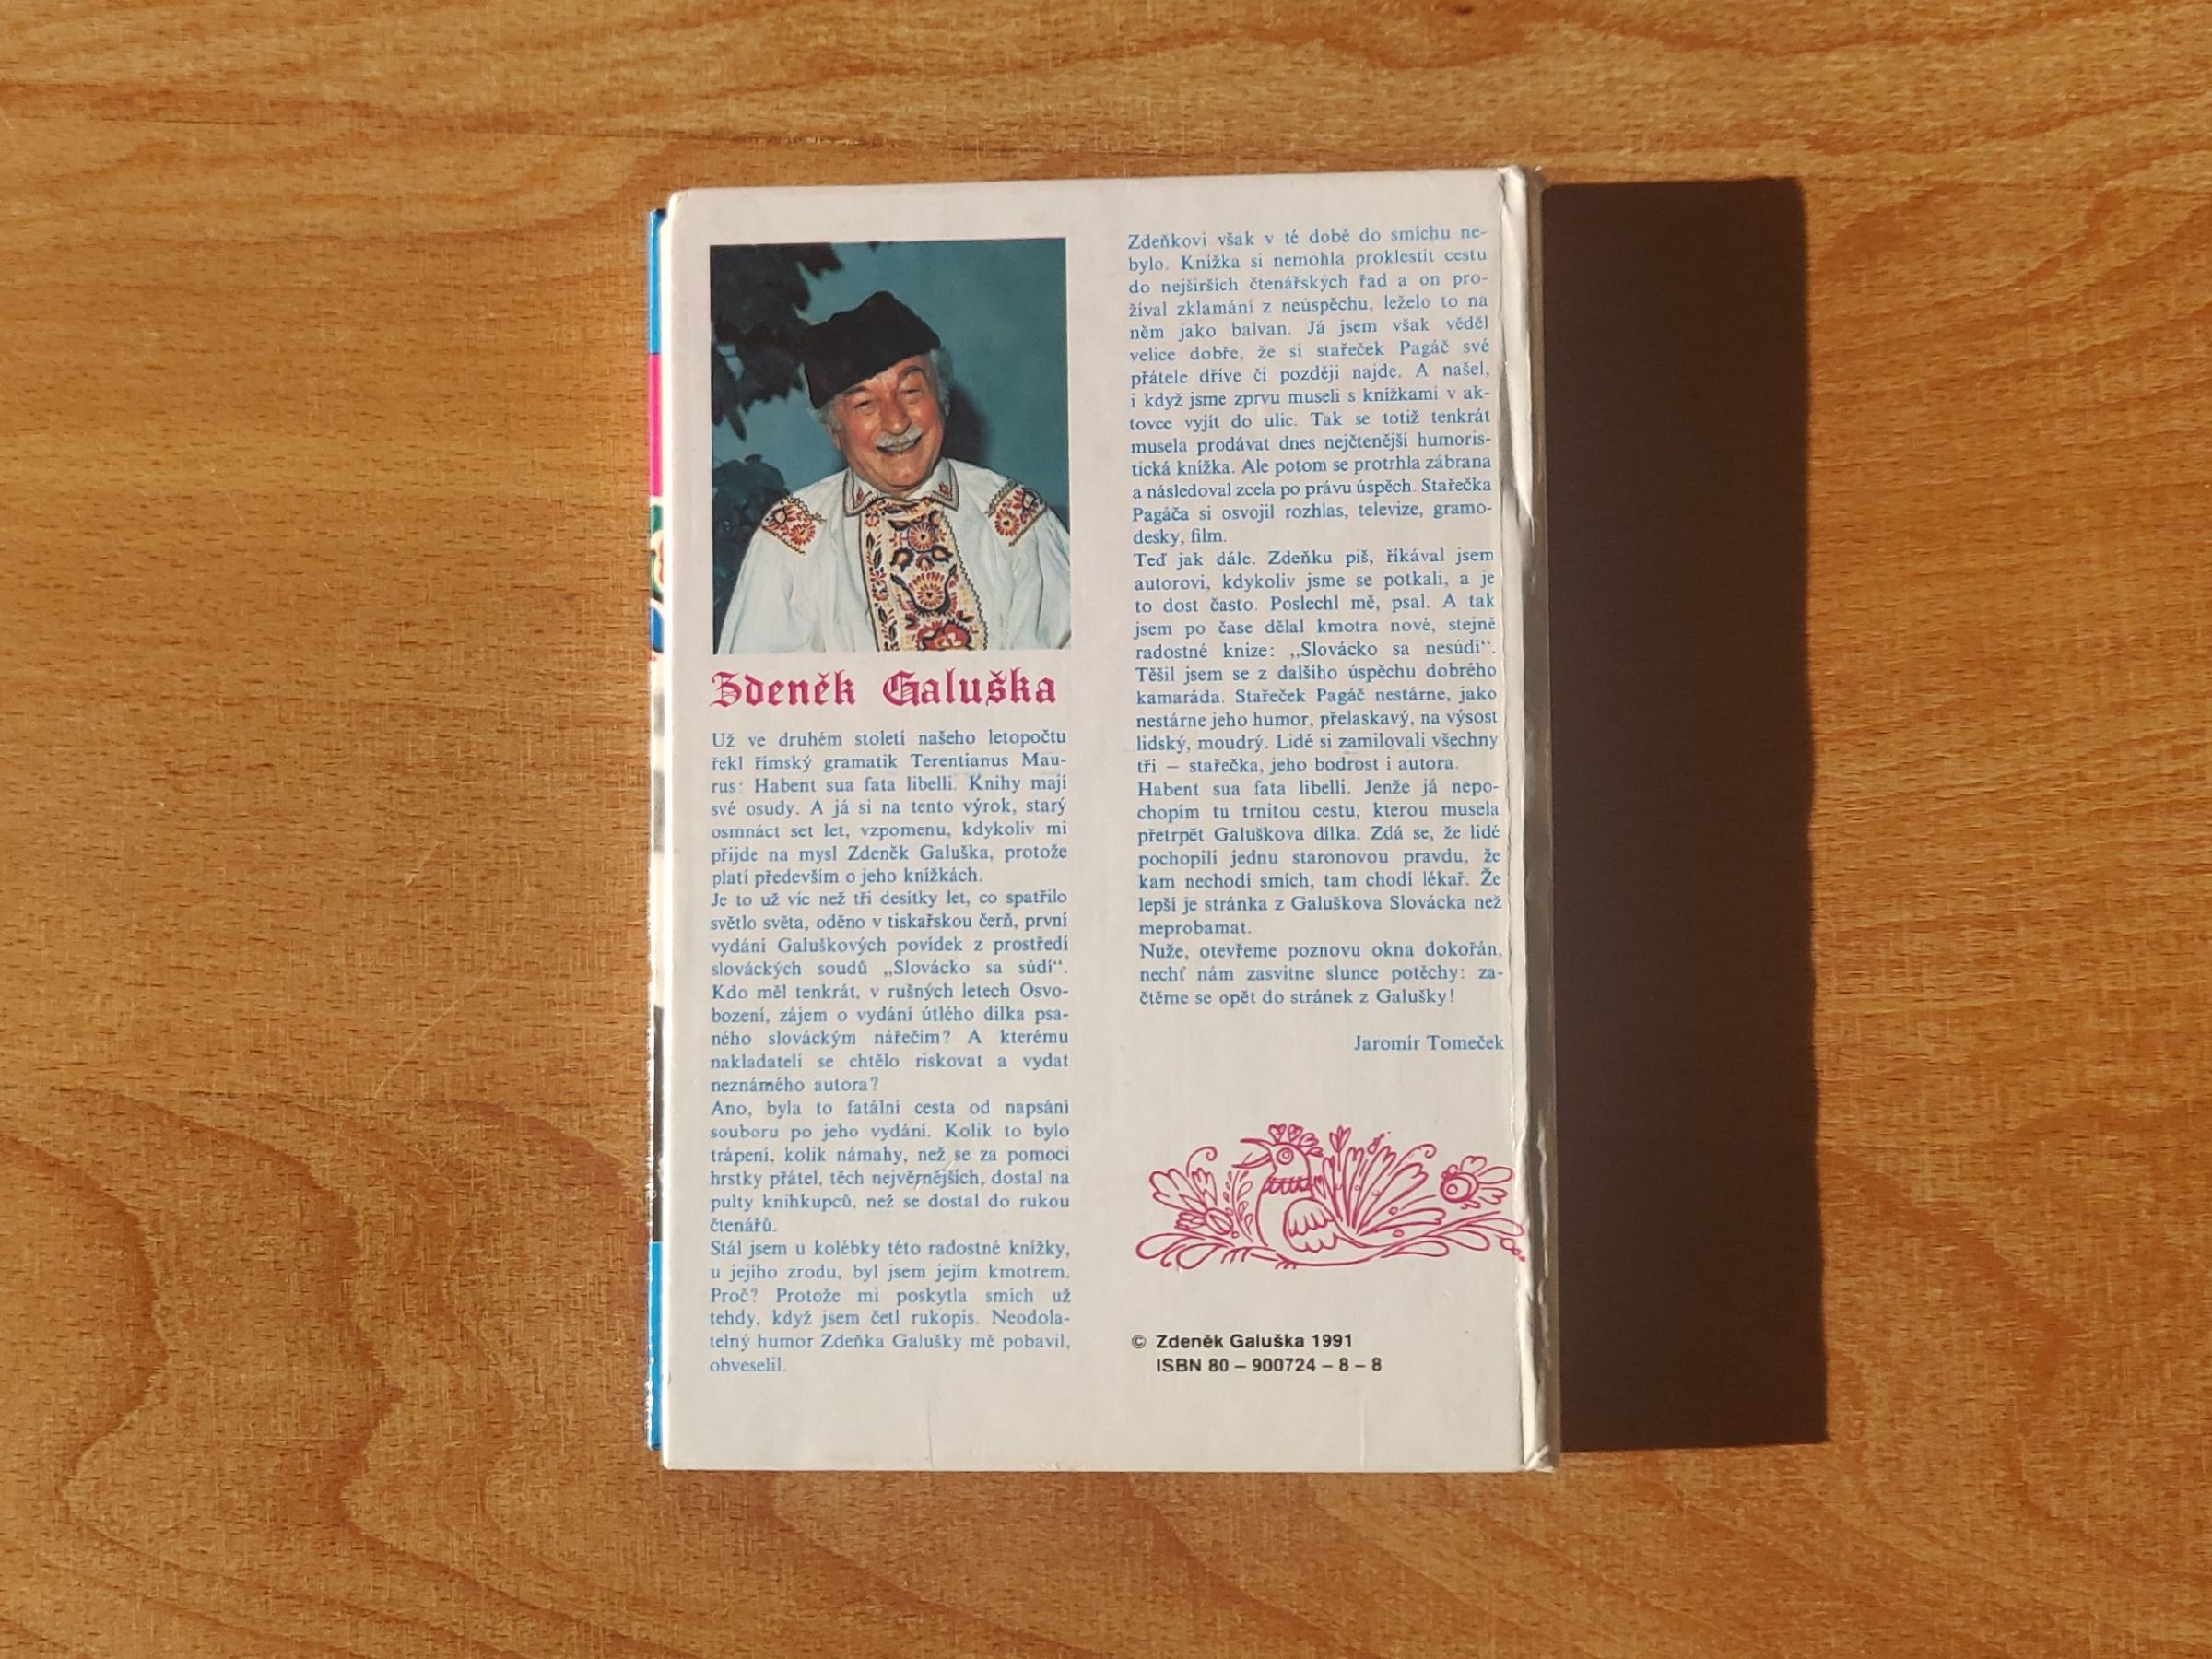 Zdeněk Galuška
Už ve druhém století našeho letopočtu
řekl římský gramatik Terentianus Mau-
rus: Habent sua fata libelli. Knihy mají
své osudy. A já si na tento výrok, starý
osmnáct set let, vzpomenu, kdykoliv mi
přijde na mysl Zdeněk Galuška, protože
platí především o jeho knížkách.
Je to už víc než tři desítky let, co spatřilo
světlo světa, oděno v tiskařskou čerň, první
vydání Galuškových povídek z prostředí
slováckých soudů „Slovácko sa súdí“.
Kdo měl tenkrát, v rušných letech Osvo-
bození, zájem o vydání útlého dílka psa-
ného slováckým nářečím? A kterému
nakladateli se chtělo riskovat a vydat
neznámého autora?
Ano, byla to fatální cesta od napsání
souboru po jeho vydání. Kolik to bylo
trápení, kolik námahy, než se za pomoci
hrstky přátel, těch nejvěrnějších, dostal na
pulty knihkupců, než se dostal do rukou
čtenářů.
Stál jsem u kolébky této radostné knížky,
u jejího zrodu, byl jsem jejím kmotrem.
Proč? Protože mi poskytla smích už
tehdy, když jsem četl rukopis. Neodola-
telný humor Zdeňka Galušky mě pobavil,
obveselil.
Zdeňkovi však v té době do smíchu ne-
bylo. Knížka si nemohla proklestit cestu
do nejširších čtenářských řad a on pro-
žíval zklamání z neúspěchu, leželo to na
něm jako balvan. Já jsem však věděl
velice dobře, že si stařeček Pagáč své
přátele dříve či později najde. A našel,
i když jsme zprvu museli s knížkami v ak-
tovce vyjít do ulic. Tak se totiž tenkrát
musela prodávat dnes nejčtenější humoris-
tická knížka. Ale potom se protrhla zábrana
a následoval zcela po právu úspěch. Stařečka
Pagáča si osvojil rozhlas, televize, gramo-
desky, film.
Teď jak dále. Zdeňku piš, říkával jsem
autorovi, kdykoliv jsme se potkali, a je
to dost často. Poslechl mě, psal. A tak
jsem po čase dělal kmotra nové, stejně
radostné knize: „Slovácko sa nesúdí“.
Těšil jsem se z dalšího úspěchu dobrého
kamaráda. Stařeček Pagáč nestárne, jako
nestárne jeho humor, přelaskavý, na výsost
lidský, moudrý. Lidé si zamilovali všechny
tři – stařečka, jeho bodrost i autora.
Habent sua fata libelli. Jenže já nepo-
chopím tu trnitou cestu, kterou musela
přetrpět Galuškova dílka. Zdá se, že lidé
pochopili jednu staronovou pravdu, že
kam nechodí smích, tam chodí lékař. Že
lepší je stránka z Galuškova Slovácka než
meprobamat.
Nuže, otevřeme poznovu okna dokořán,
nechť nám zasvitne slunce potěchy: za-
čtěme se opět do stránek z Galušky!
Jaromír Tomeček
© Zdeněk Galuška 1991
ISBN 80 – 900724 – 8 – 8